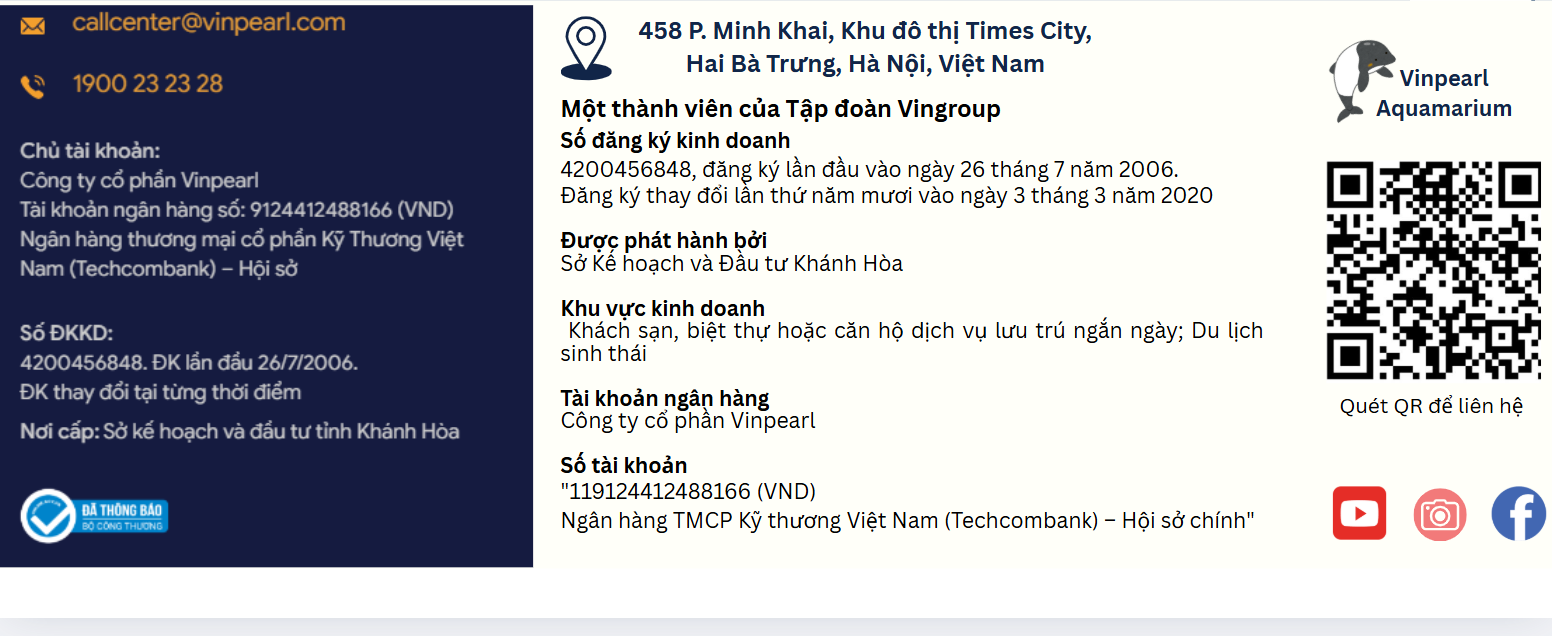 callcenter@vinpearl.com
1900 23 23 28
Chủ tài khoản:
Công ty cổ phần Vinpearl
Tài khoản ngân hàng số: 9124412488166 (VND)
Ngân hàng thương mại cổ phần Kỹ Thương Việt
Nam (Techcombank) – Hội sở
Số ĐKKD:
4200456848. ĐK lần đầu 26/7/2006.
ĐK thay đổi tại từng thời điểm
Nơi cấp: Sở kế hoạch và đầu tư tỉnh Khánh Hòa
ĐÃ THÔNG BÁO
BỘ CÔNG THƯƠNG
458 P. Minh Khai, Khu đô thị Times City,
Hai Bà Trưng, Hà Nội, Việt Nam
Một thành viên của Tập đoàn Vingroup
Số đăng ký kinh doanh
4200456848, đăng ký lần đầu vào ngày 26 tháng 7 năm 2006.
Đăng ký thay đổi lần thứ năm mươi vào ngày 3 tháng 3 năm 2020
Được phát hành bởi
Sở Kế hoạch và Đầu tư Khánh Hòa
Khu vực kinh doanh
Khách sạn, biệt thự hoặc căn hộ dịch vụ lưu trú ngắn ngày; Du lịch
sinh thái
Tài khoản ngân hàng
Công ty cổ phần Vinpearl
Số tài khoản
"119124412488166 (VND)
Ngân hàng TMCP Kỹ thương Việt Nam (Techcombank) – Hội sở chính"
Vinpearl
Aquamarium
Quét QR để liên hệ